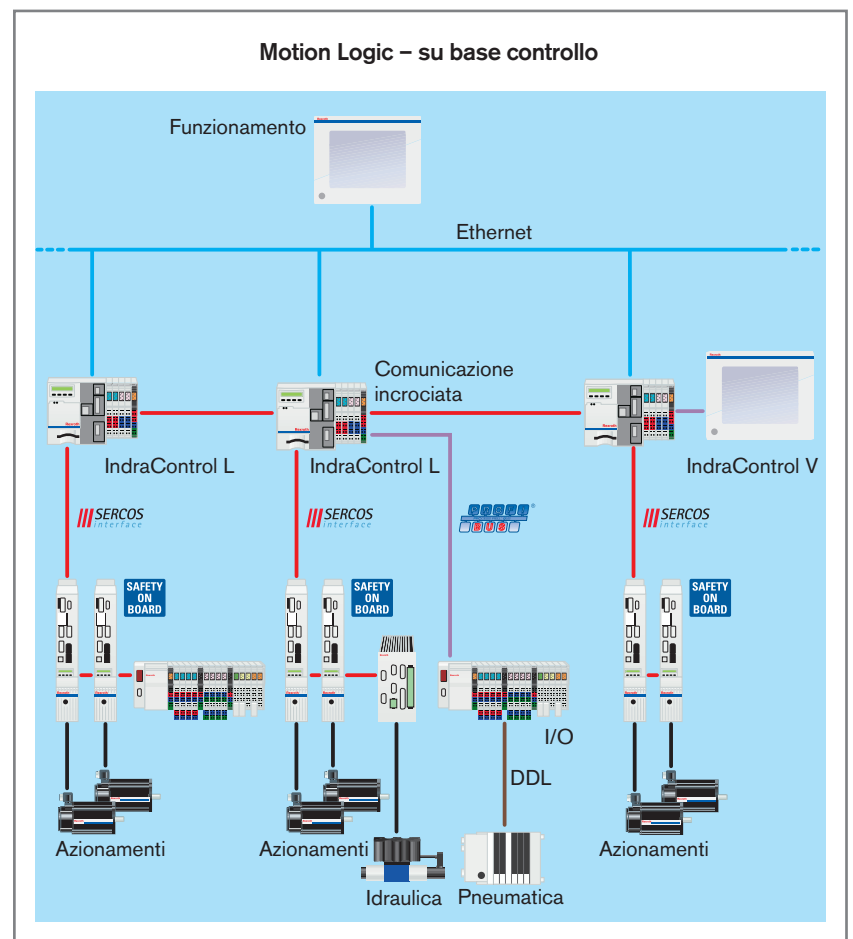 Motion Logic – su base controllo
Funzionamento
Ethernet
Comunicazione
incrociata
IndraControl L
IndraControl L
IndraControl V
SERCOS
interface
SERCOS
interface
SERCOS
interface
SAFETY
ON
BOARD
SAFETY
ON
BOARD
SAFETY
ON
BOARD
I/O
DDL
Azionamenti
Azionamenti
Azionamenti
Idraulica
Pneumatica